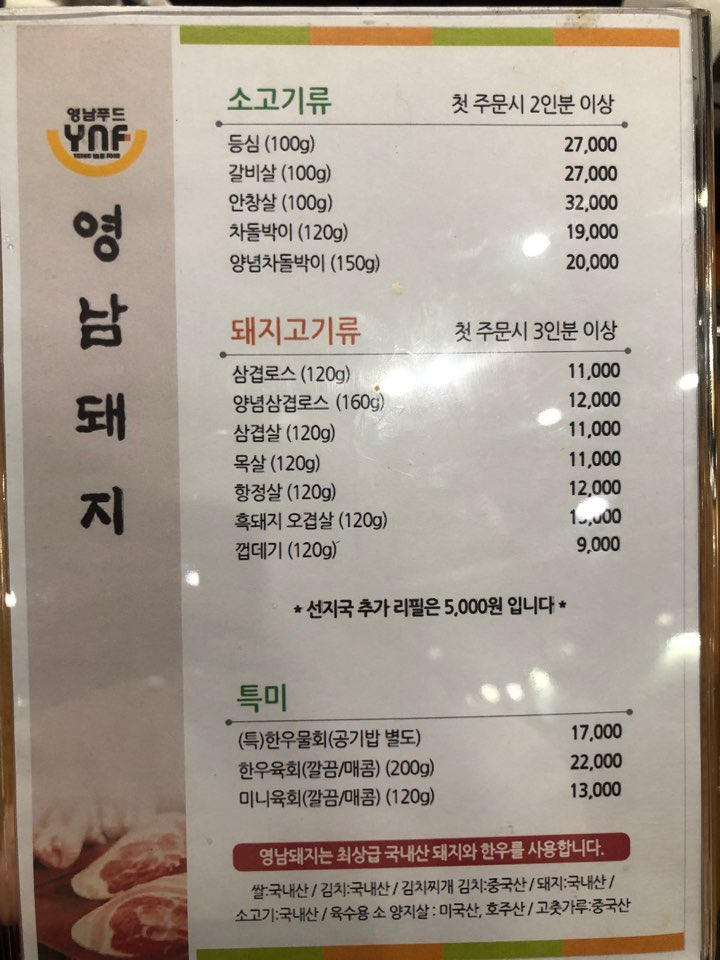 영남푸드
YNF
YOUNG NAM FOOD
영남돼지
소고기류 첫 주문시 2인분 이상
등심 (100g) 27,000
갈비살 (100g) 27,000
안창살 (100g) 32,000
차돌박이 (120g) 19,000
양념차돌박이 (150g) 20,000
돼지고기류 첫 주문시 3인분 이상
삼겹로스 (120g) 11,000
양념삼겹로스 (160g) 12,000
삼겹살 (120g) 11,000
목살 (120g) 11,000
항정살 (120g) 12,000
흑돼지 오겹살 (120g)
껍데기 (120g) 9,000
* 선지국 추가 리필은 5,000원 입니다 *
특미
(특)한우물회(공기밥 별도) 17,000
한우육회(깔끔/매콤) (200g) 22,000
미니육회(깔끔/매콤) (120g) 13,000
영남돼지는 최상급 국내산 돼지와 한우를 사용합니다.
쌀:국내산 / 김치:국내산 / 김치찌개 김치:중국산 / 돼지:국내산 /
소고기:국내산 / 육수용 소 양지살 : 미국산, 호주산 / 고춧가루:중국산